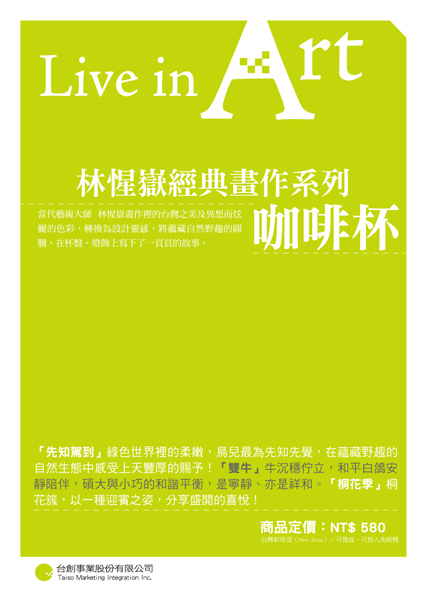 Live in Art
林惺嶽經典畫作系列
咖啡杯
當代藝術大師 林惺嶽畫作裡的台灣之美及異想而炫
麗的色彩，轉換為設計靈感，將蘊藏自然野趣的圖
騰，在杯盤、燈飾上寫下了一頁頁的故事。
「先知駕到」綠色世界裡的柔嫩，鳥兒最為先知先覺，在蘊藏野趣的
自然生態中感受上天豐厚的賜予！「雙牛」牛沉穩佇立，和平白鴿安
靜陪伴，碩大與小巧的和諧平衡，是寧靜、亦是祥和。「桐花季」桐
花簇，以一種迎賓之姿，分享盛開的喜悅！
商品定價：NT$ 580
台灣新骨瓷（New Bone）／可微波、可放入洗碗機
台創事業股份有限公司
Taiso Marketing Integration Inc.